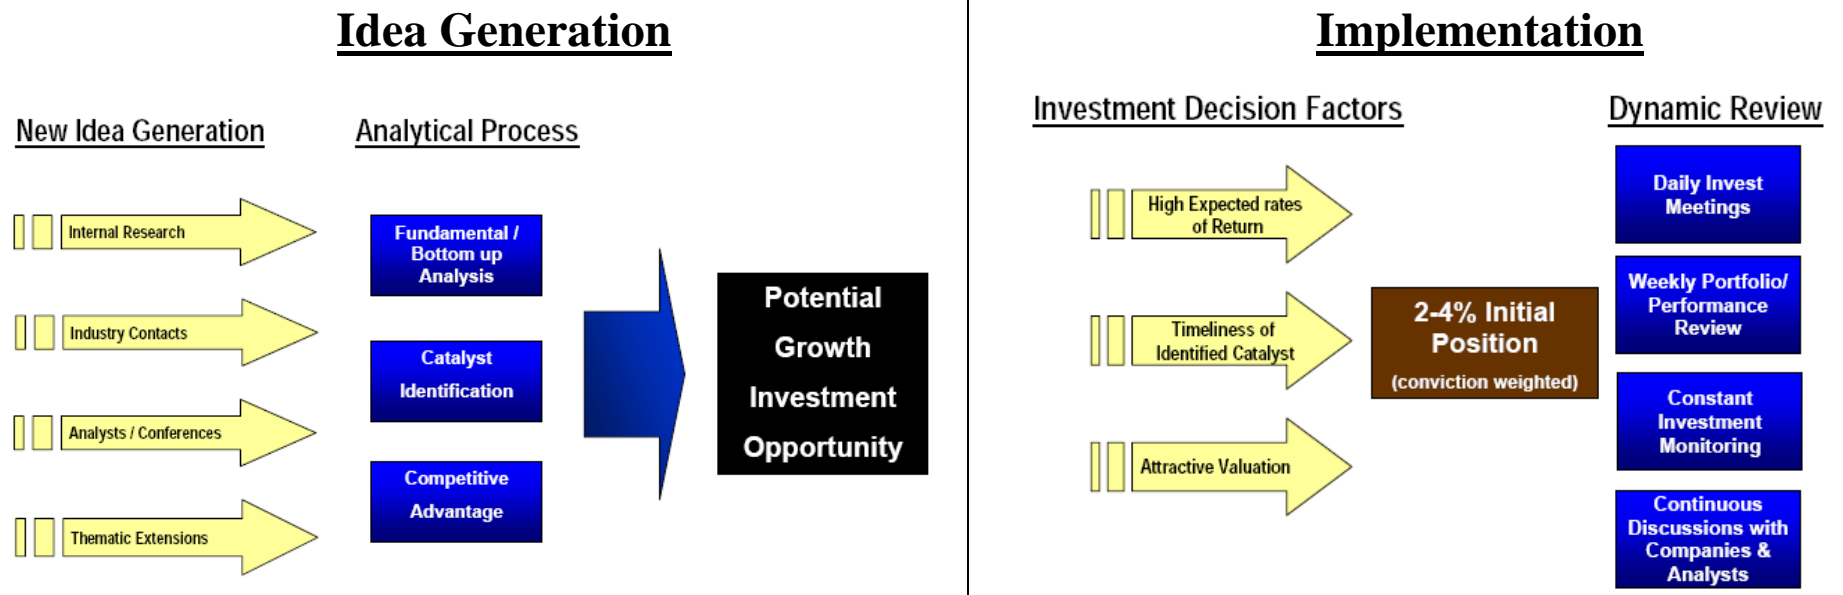 Idea Generation
New Idea Generation
Analytical Process
Internal Research
Industry Contacts
Analysts / Conferences
Thematic Extensions
Fundamental /
Bottom up
Analysis
Catalyst
Identification
Competitive
Advantage
Potential
Growth
Investment
Opportunity
Implementation
Investment Decision Factors
Dynamic Review
High Expected rates
of Return
Timeliness of
Identified Catalyst
Attractive Valuation
2-4% Initial
Position
(conviction weighted)
Daily Invest
Meetings
Weekly Portfolio/
Performance
Review
Constant
Investment
Monitoring
Continuous
Discussions with
Companies &
Analysts